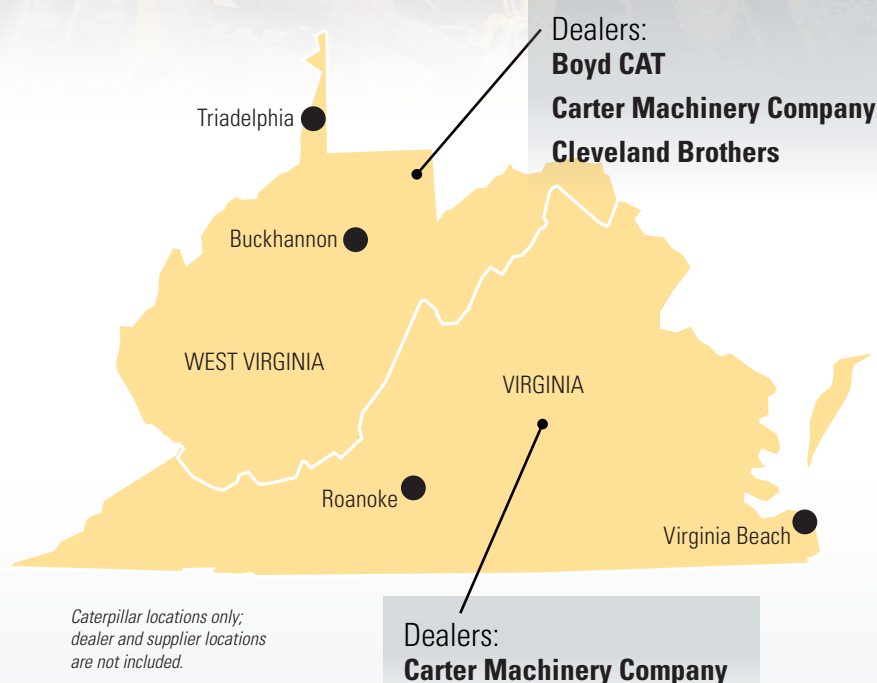 Dealers:
Boyd CAT
Carter Machinery Company
Cleveland Brothers
Triadelphia
Buckhannon
WEST VIRGINIA
VIRGINIA
Roanoke
Virginia Beach
Caterpillar locations only;
dealer and supplier locations
are not included.
Dealers:
Carter Machinery Company